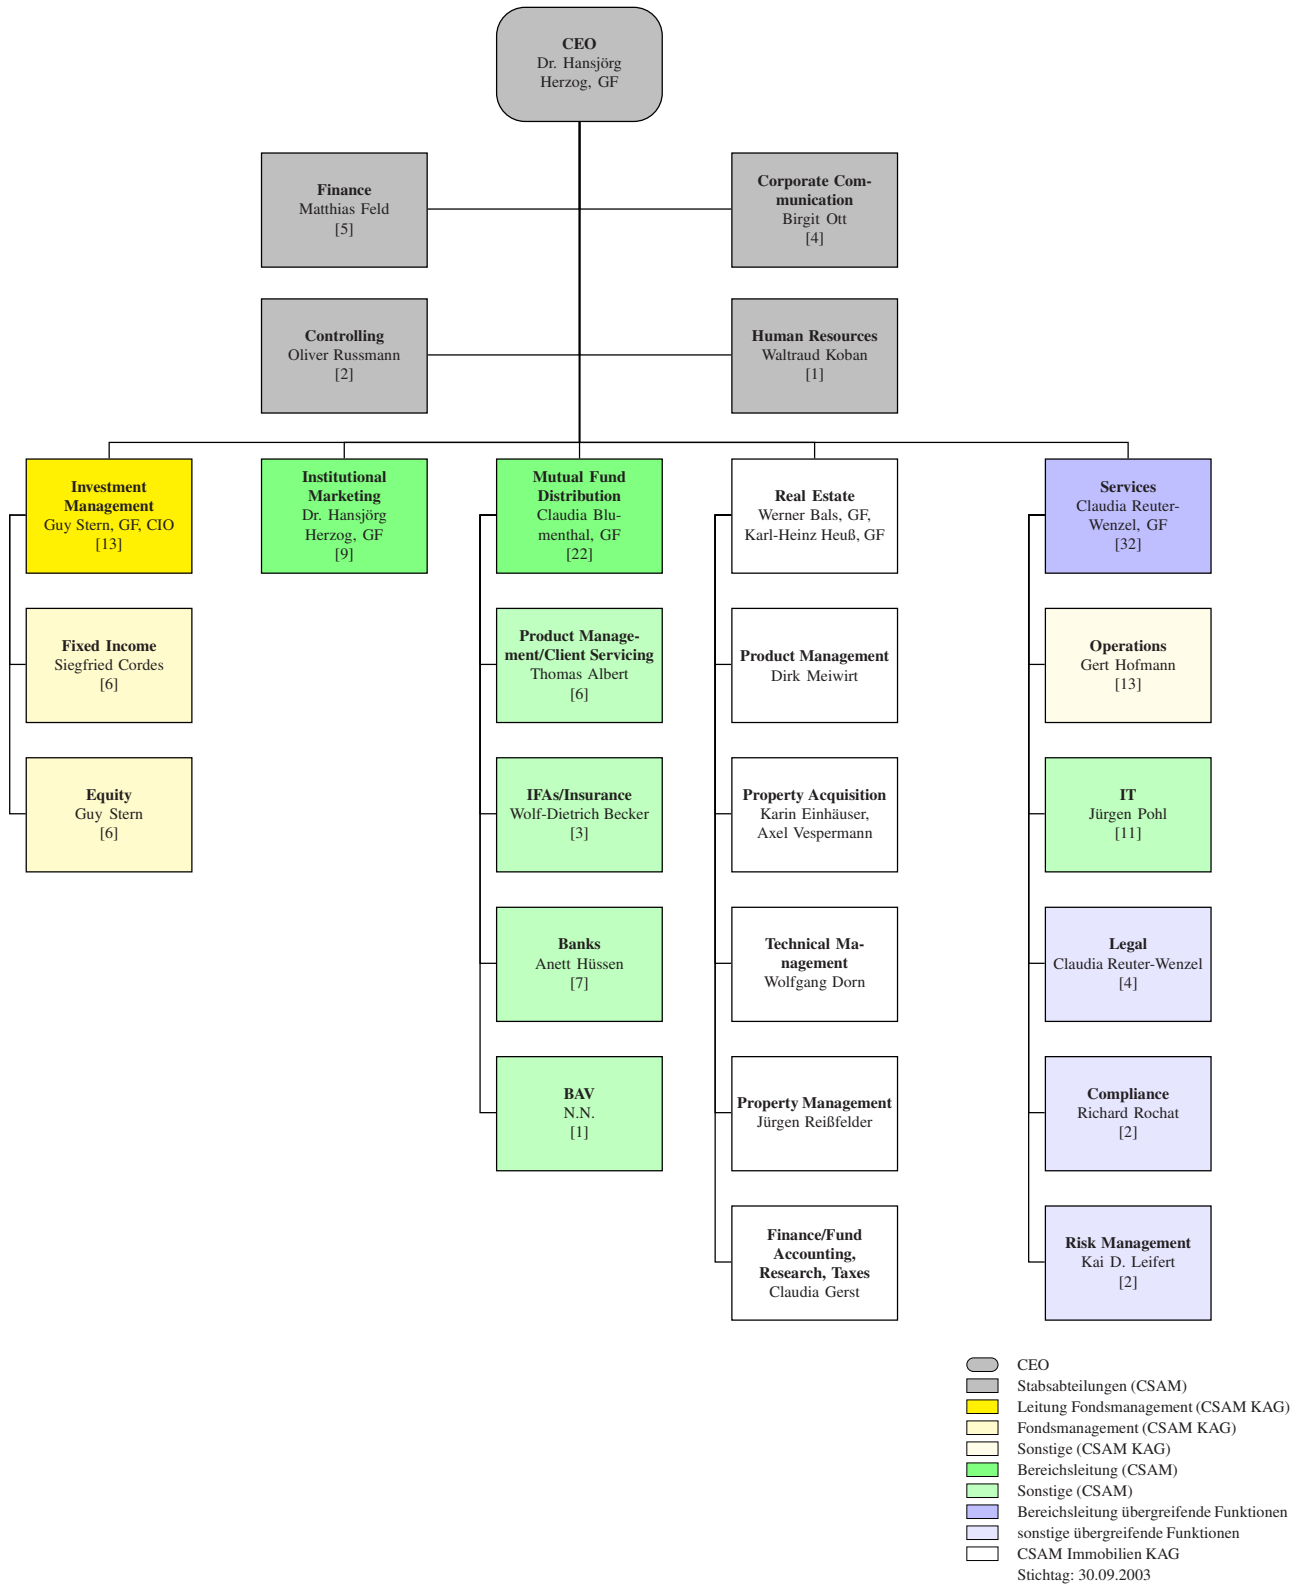 CEO
Dr. Hansjörg
Herzog, GF
Finance
Matthias Feld
[5]
Corporate Com-
munication
Birgit Ott
[4]
Controlling
Oliver Russmann
[2]
Human Resources
Waltraud Koban
[1]
Investment
Management
Guy Stern, GF, CIO
[13]
Institutional
Marketing
Dr. Hansjörg
Herzog, GF
[9]
Mutual Fund
Distribution
Claudia Blu-
menthal, GF
[22]
Real Estate
Werner Bals, GF,
Karl-Heinz Heuß, GF
Services
Claudia Reuter-
Wenzel, GF
[32]
Fixed Income
Siegfried Cordes
[6]
Product Manage-
ment/Client Servicing
Thomas Albert
[6]
Product Management
Dirk Meiwirt
Operations
Gert Hofmann
[13]
Equity
Guy Stern
[6]
IFAs/Insurance
Wolf-Dietrich Becker
[3]
Property Acquisition
Karin Einhäuser,
Axel Vespermann
IT
Jürgen Pohl
[11]
Banks
Anett Hüssen
[7]
Technical Ma-
nagement
Wolfgang Dorn
Legal
Claudia Reuter-Wenzel
[4]
BAV
N.N.
[1]
Property Management
Jürgen Reißfelder
Compliance
Richard Rochat
[2]
Finance/Fund
Accounting,
Research, Taxes
Claudia Gerst
Risk Management
Kai D. Leifert
[2]
CEO
Stabsabteilungen (CSAM)
Leitung Fondsmanagement (CSAM KAG)
Fondsmanagement (CSAM KAG)
Sonstige (CSAM KAG)
Bereichsleitung (CSAM)
Sonstige (CSAM)
Bereichsleitung übergreifende Funktionen
sonstige übergreifende Funktionen
CSAM Immobilien KAG
Stichtag: 30.09.2003